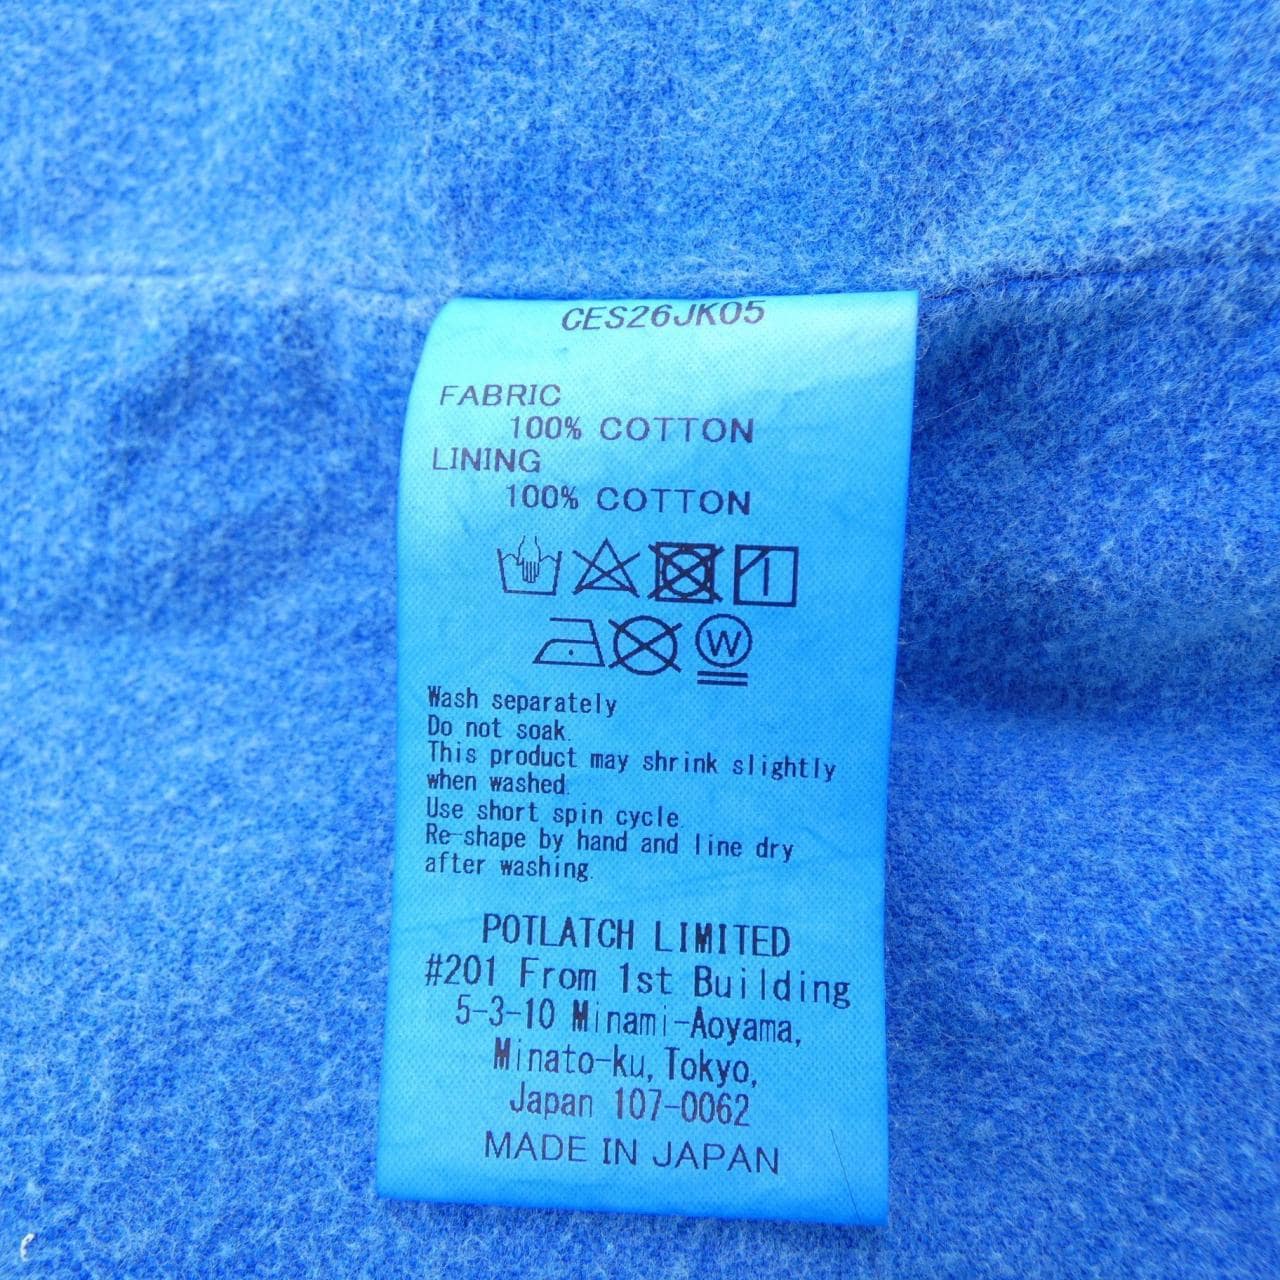 CES26JK05
FABRIC
100% COTTON
LINING
100% COTTON
W
Wash separately
Do not soak.
This product may shrink slightly
when washed.
Use short spin cycle.
Re-shape by hand and line dry
after washing.
POTLATCH LIMITED
#201 From 1st Building
5-3-10 Minami-Aoyama,
Minato-ku, Tokyo,
Japan 107-0062
MADE IN JAPAN